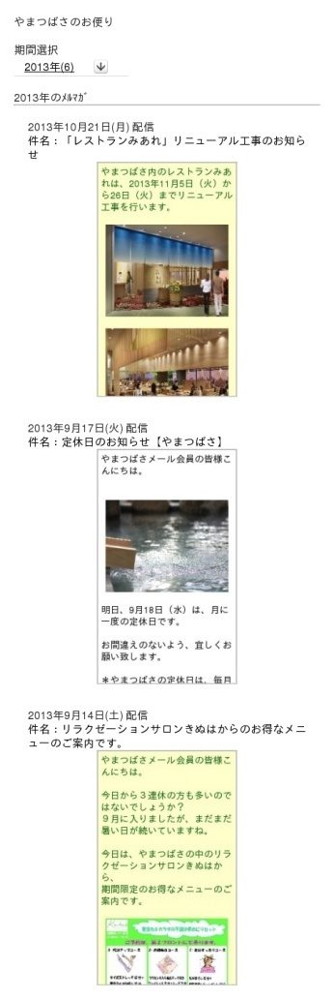 やまつばさのお便り
期間選択
2013年(6)
2013年のﾒﾙﾏｶﾞ
2013年10月21日(月) 配信
件名：「レストランみあれ」リニューアル工事のお知ら
せ
やまつばさ内のレストランみあ
れは、2013年11月5日（火）か
ら26日（火）までリニューアル
工事を行います。
2013年9月17日(火) 配信
件名：定休日のお知らせ【やまつばさ】
やまつばさメール会員の皆様こ
んにちは。
明日、9月18日（水）は、月に
一度の定休日です。
お間違えのないよう、宜しくお
願い致します。
＊やまつばさの定休日は、毎月
2013年9月14日(土) 配信
件名：リラクゼーションサロンきぬはからのお得なメニ
ューのご案内です。
やまつばさメール会員の皆様こ
んにちは。
今日から３連休の方も多いので
はないでしょうか？
９月に入りましたが、まだまだ
暑い日が続いていますね。
今日は、やまつばさの中のリラ
クゼーションサロンきぬはか
ら、
期間限定のお得なメニューのご
案内です。